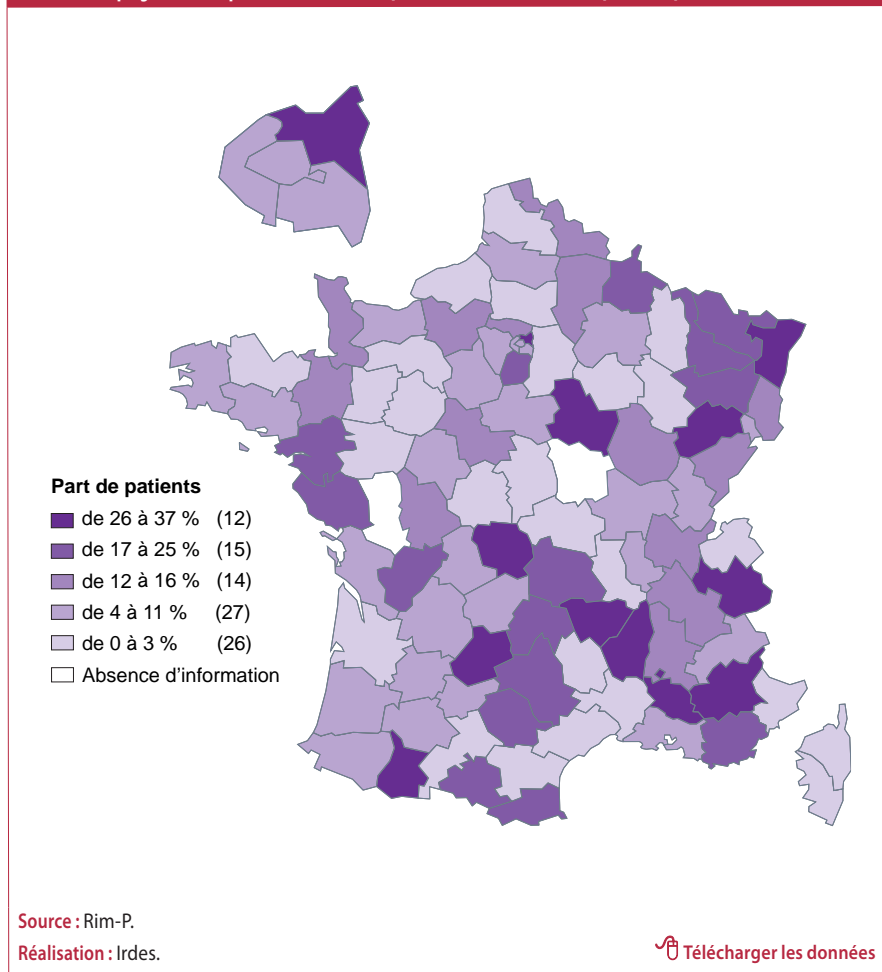 Part de patients
de 26 à 37 % (12)
de 17 à 25 % (15)
de 12 à 16 % (14)
de 4 à 11 % (27)
de 0 à 3 % (26)
Absence d'information
Source : Rim-P.
Réalisation : Irdes.
Télécharger les données